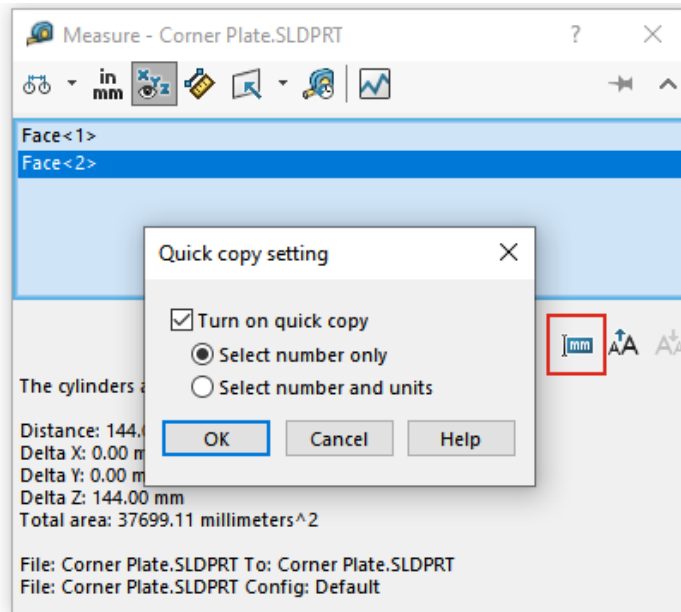 Measure - Corner Plate.SLDPRT
?
in
mm
XYZ
Face<1>
Face<2>
Quick copy setting
Turn on quick copy
Select number only
Select number and units
OK Cancel Help
mm AA AA
The cylinders
Distance: 144.
Delta X: 0.00
Delta Y: 0.00
Delta Z: 144.00 mm
Total area: 37699.11 millimeters^2
File: Corner Plate.SLDPRT To: Corner Plate.SLDPRT
File: Corner Plate.SLDPRT Config: Default